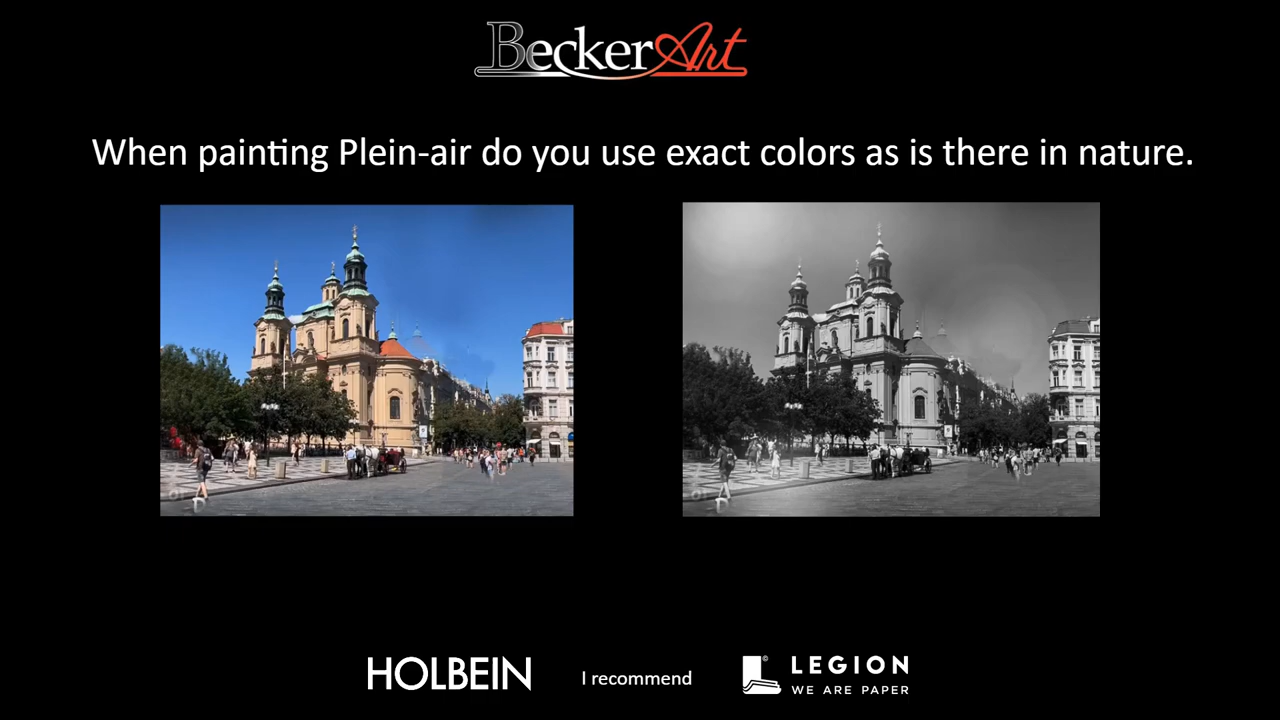 BeckerArt
When painting Plein-air do you use exact colors as is there in nature.
HOLBEIN
I recommend
LEGION
WE ARE PAPER